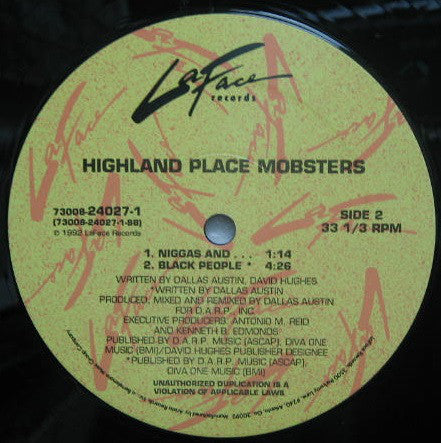 LaFace
records
HIGHLAND PLACE MOBSTERS
73008-24027-1
(73008-24027-1-SB)
℗ © 1992 LaFace Records
SIDE 2
33 1/3 RPM
1. NIGGAS AND . . . 1:14
2. BLACK PEOPLE * 4:26
WRITTEN BY DALLAS AUSTIN, DAVID HUGHES
*WRITTEN BY DALLAS AUSTIN
PRODUCED, MIXED AND REMIXED BY DALLAS AUSTIN
FOR D.A.R.P., INC.
EXECUTIVE PRODUCERS: ANTONIO M. REID
AND KENNETH B. EDMONDS
PUBLISHED BY D.A.R.P. MUSIC (ASCAP), DIVA ONE
MUSIC (BMI)/DAVID HUGHES PUBLISHER DESIGNEE
*PUBLISHED BY D.A.R.P. MUSIC (ASCAP),
DIVA ONE MUSIC (BMI)
UNAUTHORIZED DUPLICATION IS A
VIOLATION OF APPLICABLE LAWS